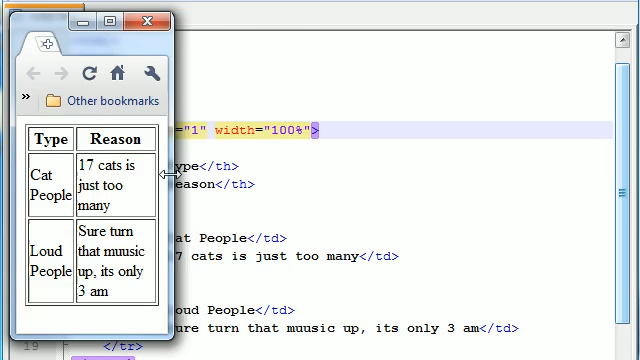 Other bookmarks
Type Reason
Cat People 17 cats is just too many
Loud People Sure turn that muusic up, its only 3 am
="1" width="100%">
ype</th>
eason</th>
at People</td>
7 cats is just too many</td>
oud People</td>
ure turn that muusic up, its only 3 am</td>
19 </tr>